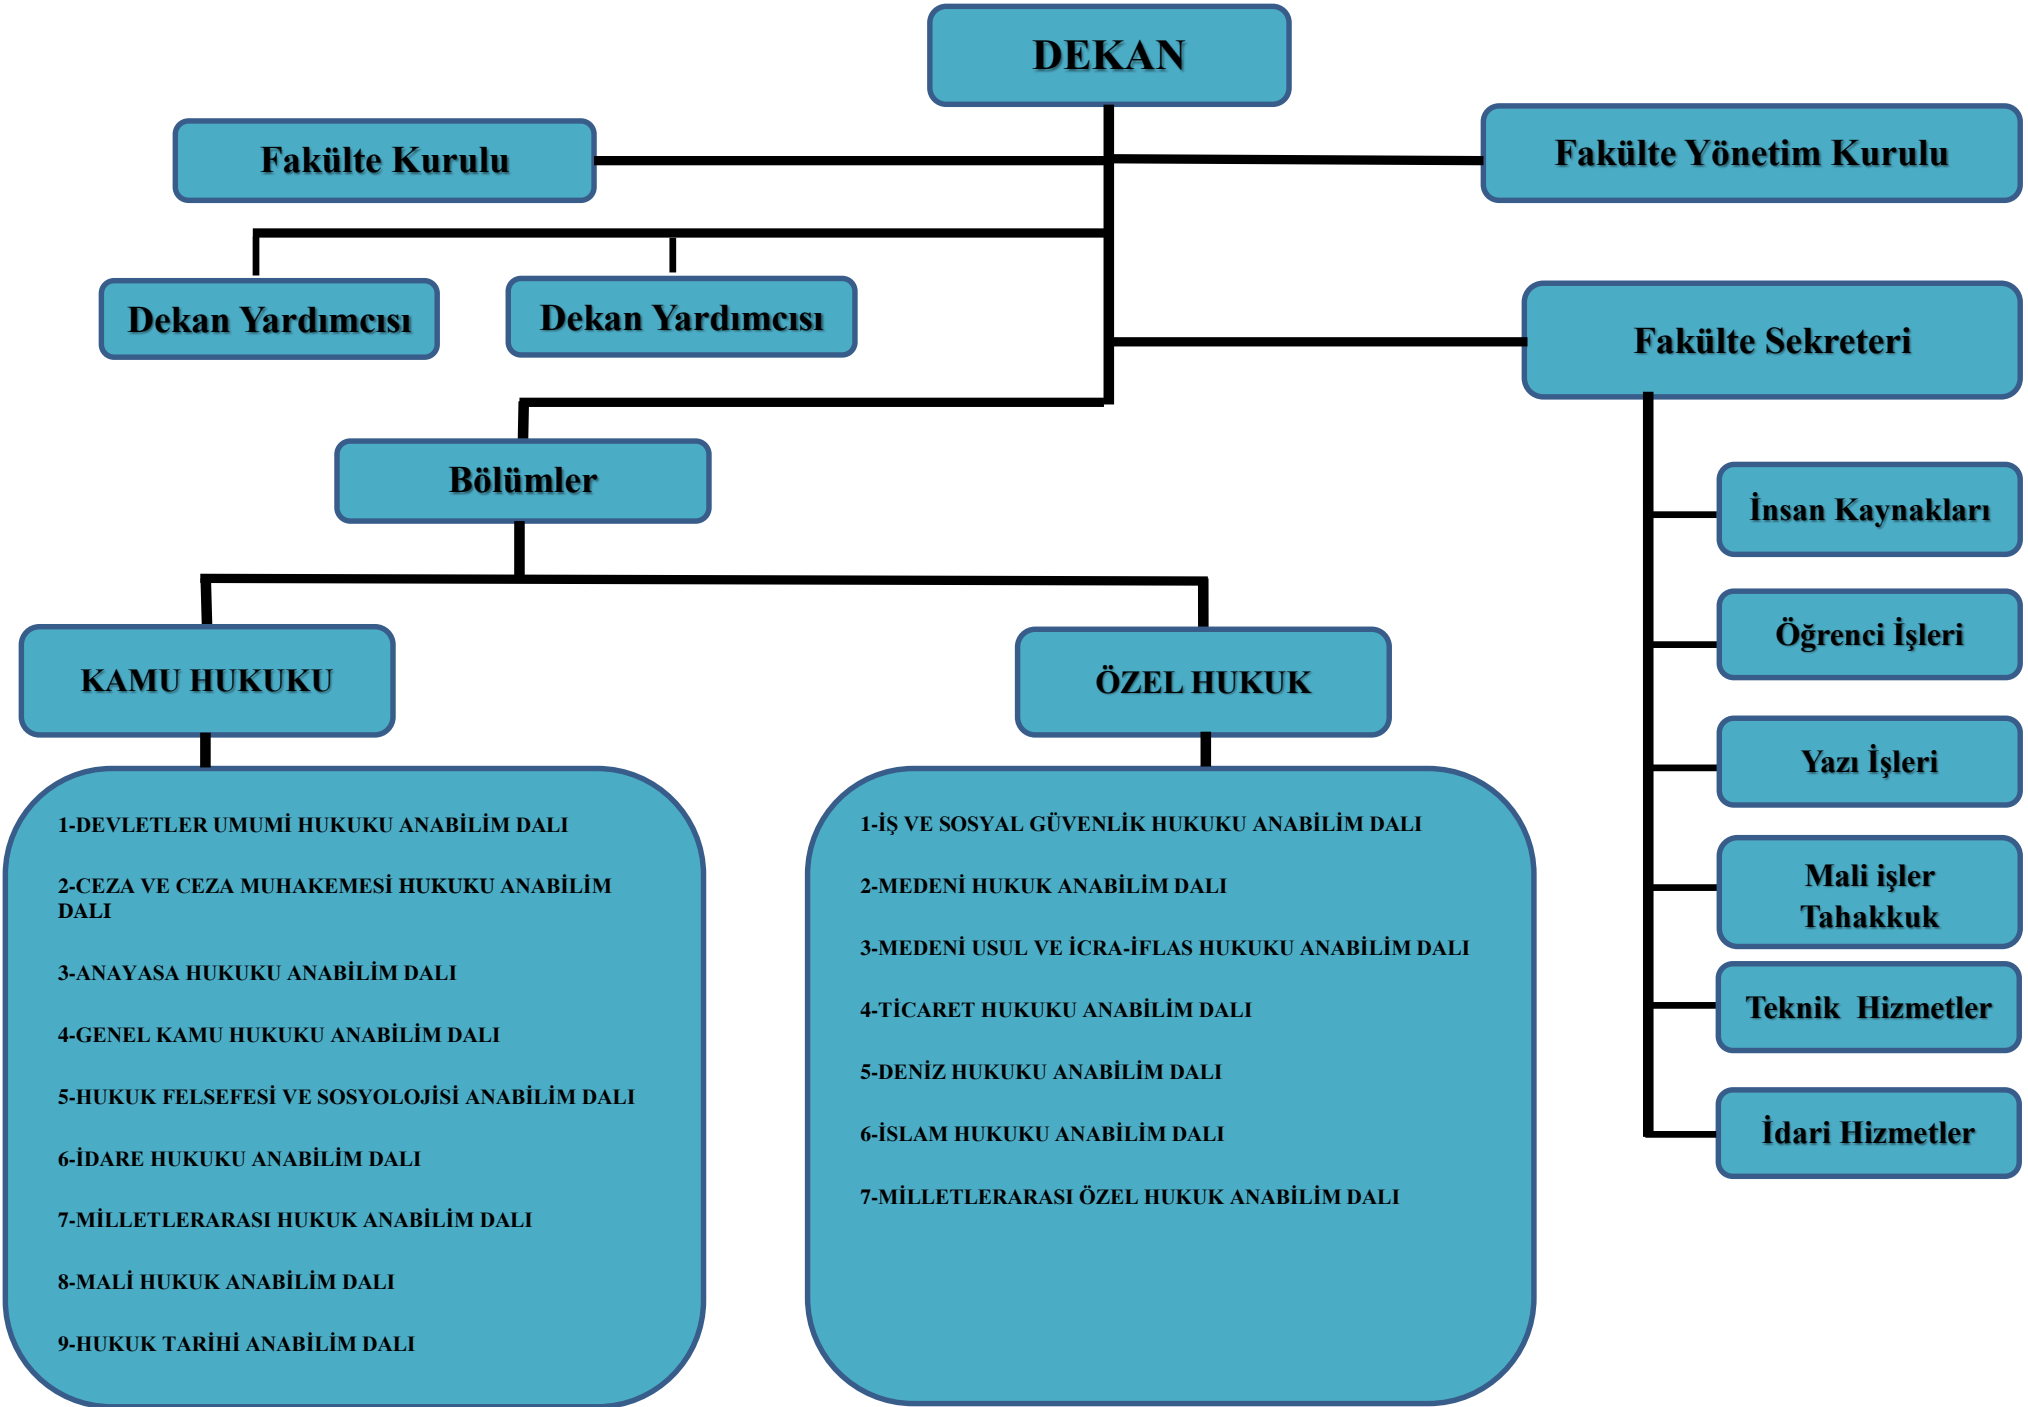 DEKAN
Fakülte Kurulu
Fakülte Yönetim Kurulu
Dekan Yardımcısı
Dekan Yardımcısı
Fakülte Sekreteri
Bölümler
İnsan Kaynakları
Öğrenci İşleri
Yazı İşleri
Mali işler
Tahakkuk
Teknik  Hizmetler
İdari Hizmetler
KAMU HUKUKU
1-DEVLETLER UMUMİ HUKUKU ANABİLİM DALI
2-CEZA VE CEZA MUHAKEMESİ HUKUKU ANABİLİM
DALI
3-ANAYASA HUKUKU ANABİLİM DALI
4-GENEL KAMU HUKUKU ANABİLİM DALI
5-HUKUK FELSEFESİ VE SOSYOLOJİSİ ANABİLİM DALI
6-İDARE HUKUKU ANABİLİM DALI
7-MİLLETLERARASI HUKUK ANABİLİM DALI
8-MALİ HUKUK ANABİLİM DALI
9-HUKUK TARİHİ ANABİLİM DALI
ÖZEL HUKUK
1-İŞ VE SOSYAL GÜVENLİK HUKUKU ANABİLİM DALI
2-MEDENİ HUKUK ANABİLİM DALI
3-MEDENİ USUL VE İCRA-İFLAS HUKUKU ANABİLİM DALI
4-TİCARET HUKUKU ANABİLİM DALI
5-DENİZ HUKUKU ANABİLİM DALI
6-İSLAM HUKUKU ANABİLİM DALI
7-MİLLETLERARASI ÖZEL HUKUK ANABİLİM DALI